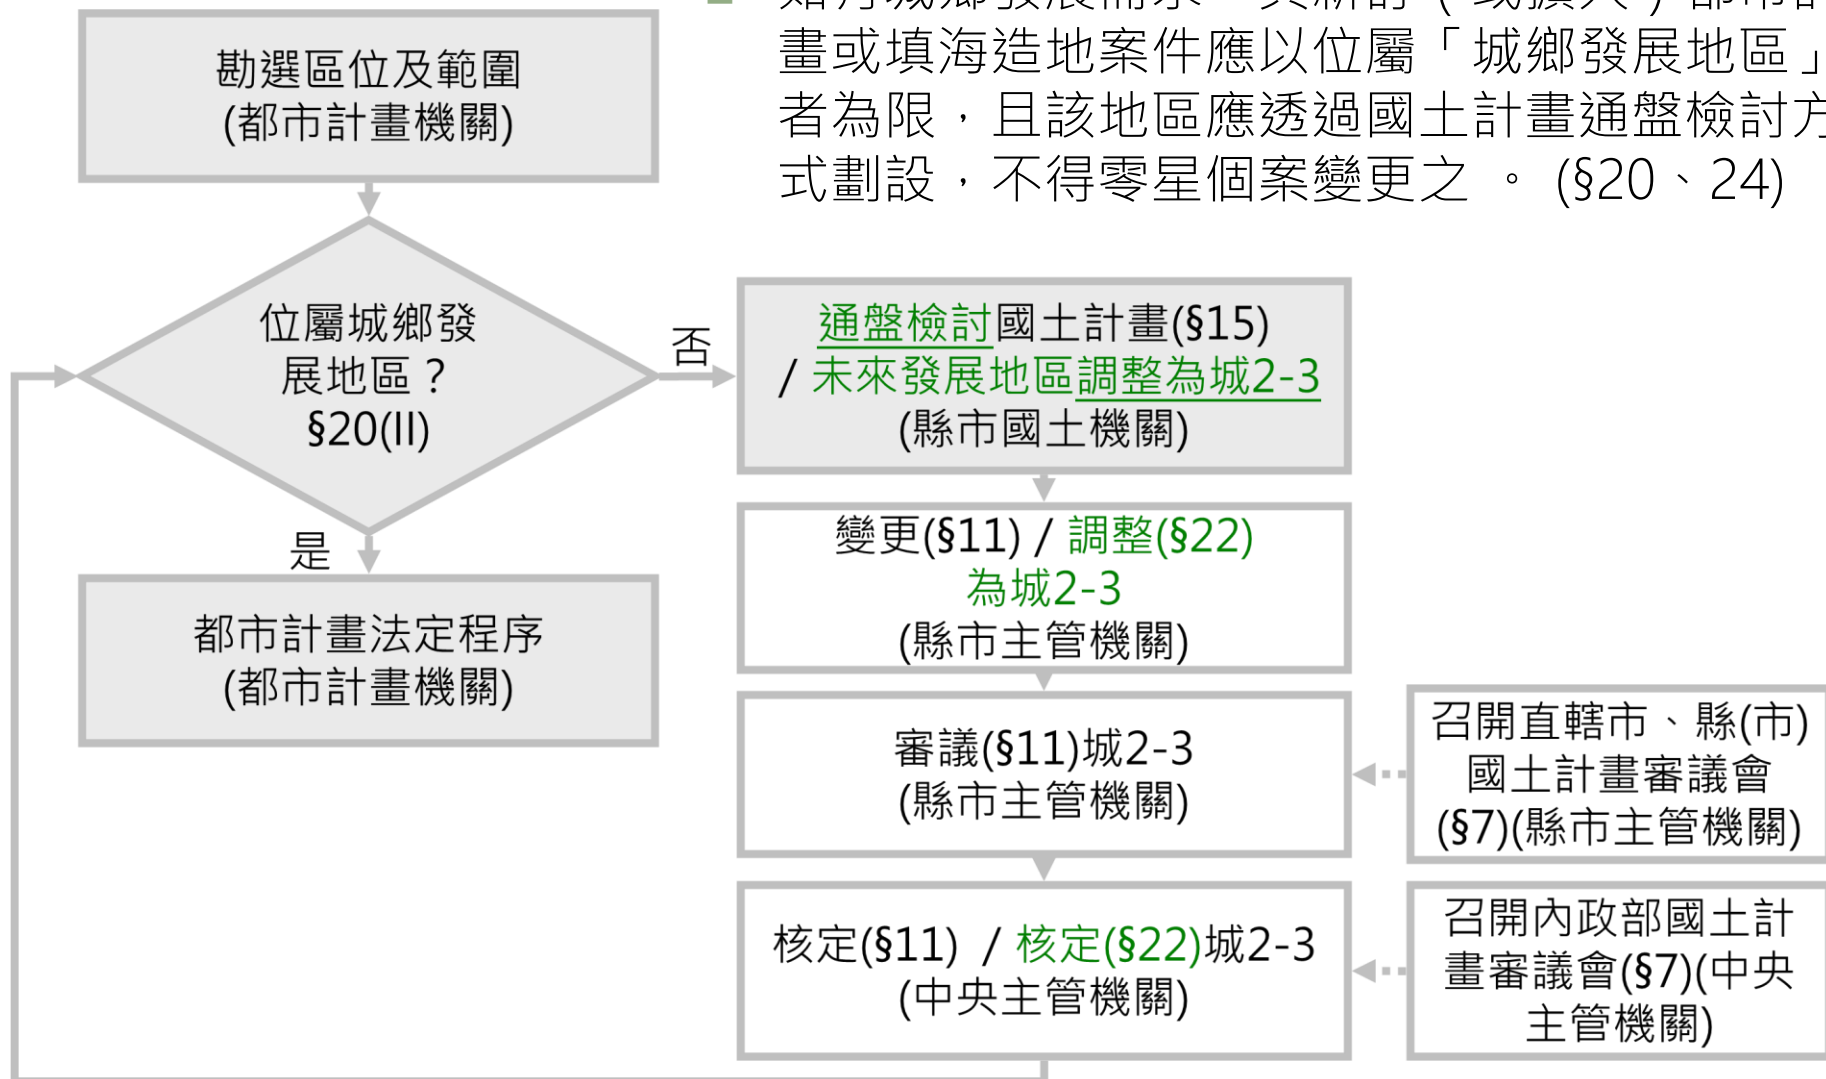 畫或填海造地案件應以位屬「城鄉發展地區」
者為限，且該地區應透過國土計畫通盤檢討方
式劃設，不得零星個案變更之 。 (§20、24)
勘選區位及範圍
(都市計畫機關)
位屬城鄉發
展地區？
§20(II)
否
是
都市計畫法定程序
(都市計畫機關)
通盤檢討國土計畫(§15)
/ 未來發展地區調整為城2-3
(縣市國土機關)
變更(§11) / 調整(§22)
為城2-3
(縣市主管機關)
審議(§11)城2-3
(縣市主管機關)
召開直轄市、縣(市)
國土計畫審議會
(§7)(縣市主管機關)
核定(§11) / 核定(§22)城2-3
(中央主管機關)
召開內政部國土計
畫審議會(§7)(中央
主管機關)